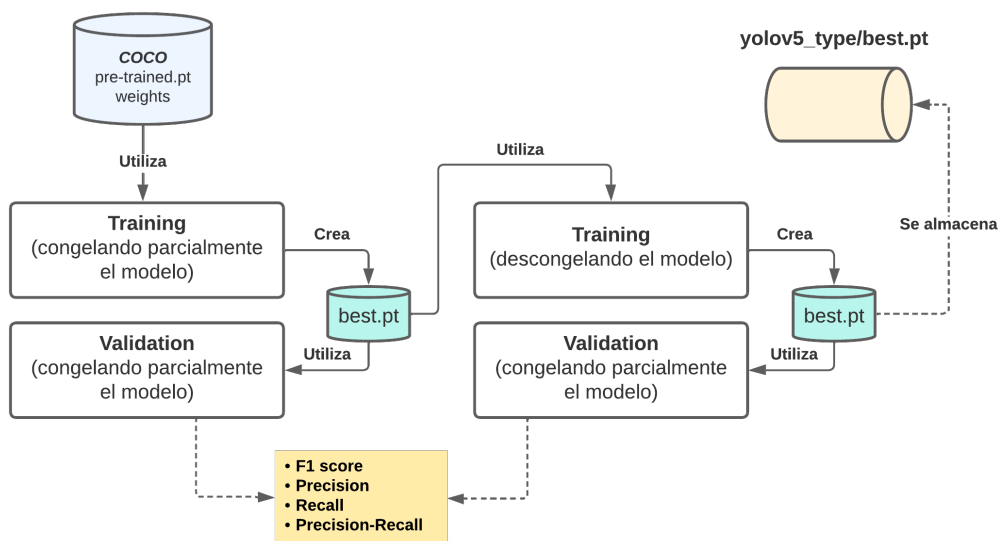 COCO
pre-trained.pt
weights
yolov5_type/best.pt
Utiliza
Utiliza
Training
(congelando parcialmente
el modelo)
Crea
best.pt
Training
(descongelando el modelo)
Crea
best.pt
Se almacena
Validation
(congelando parcialmente
el modelo)
Utiliza
Validation
(congelando parcialmente
el modelo)
Utiliza
• F1 score
• Precision
• Recall
• Precision-Recall